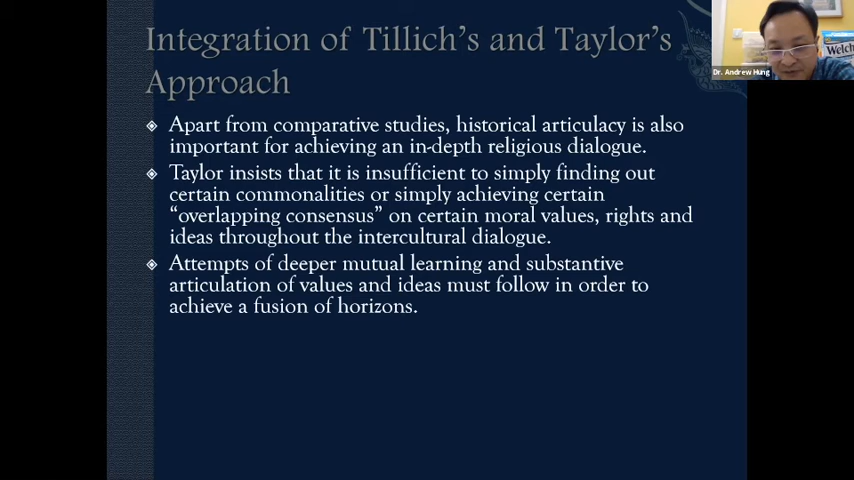 Integration of Tillich's and Taylor's
Approach
Apart from comparative studies, historical articulacy is also
important for achieving an in-depth religious dialogue.
Taylor insists that it is insufficient to simply finding out
certain commonalities or simply achieving certain
“overlapping consensus” on certain moral values, rights and
ideas throughout the intercultural dialogue.
Attempts of deeper mutual learning and substantive
articulation of values and ideas must follow in order to
achieve a fusion of horizons.
Dr. Andrew Hung
Welch